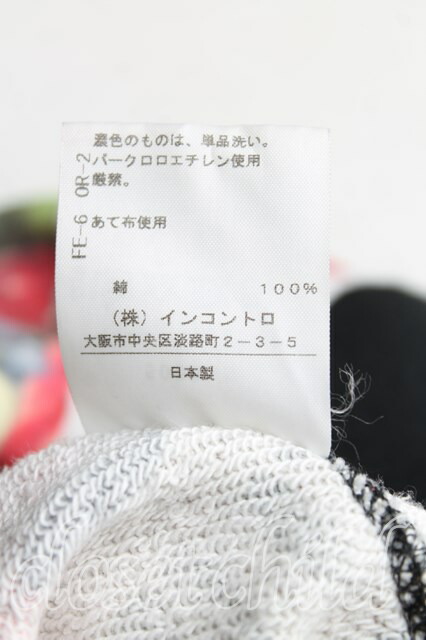 濃色のものは、単品洗い。
パークロロエチレン使用
厳禁。
あて布使用
FE-6 OR-2
綿 100%
(株)インコントロ
大阪市中央区淡路町2-3-5
日本製
closet child